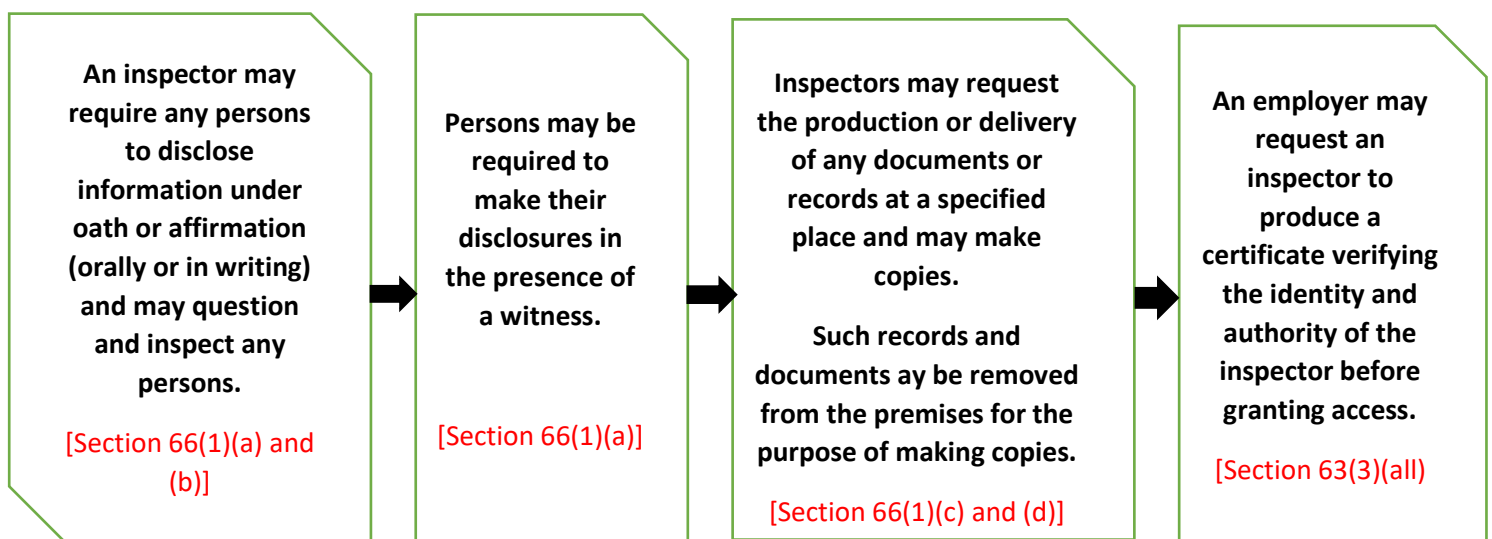 An inspector may
require any persons
to disclose
information under
oath or affirmation
(orally or in writing)
and may question
and inspect any
persons.
[Section 66(1)(a) and
(b)]
Persons may be
required to
make their
disclosures in
the presence of
a witness.
[Section 66(1)(a)]
Inspectors may request
the production or delivery
of any documents or
records at a specified
place and may make
copies.
Such records and
documents ay be removed
from the premises for the
purpose of making copies.
[Section 66(1)(c) and (d)]
An employer may
request an
inspector to
produce a
certificate verifying
the identity and
authority of the
inspector before
granting access.
[Section 63(3)(all)